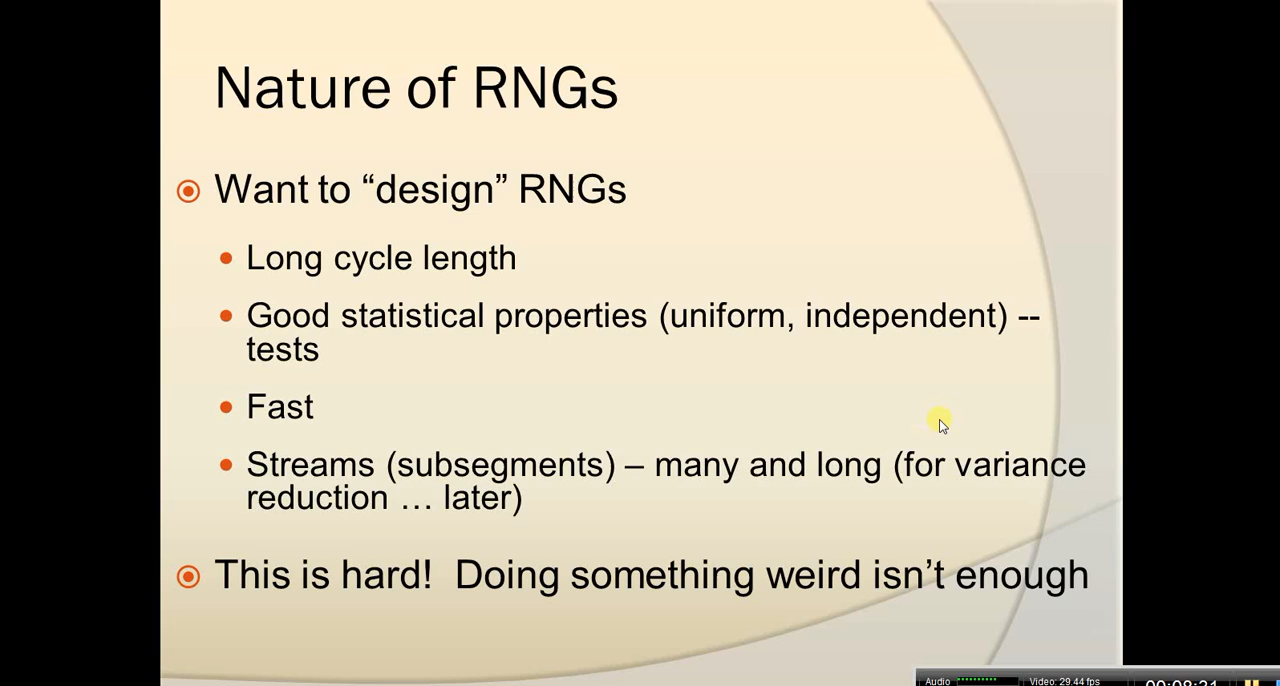 Nature of RNGs
Want to “design” RNGs
Long cycle length
Good statistical properties (uniform, independent) --
tests
Fast
Streams (subsegments) – many and long (for variance
reduction … later)
This is hard!  Doing something weird isn’t enough
Audio Video: 29.44 fps